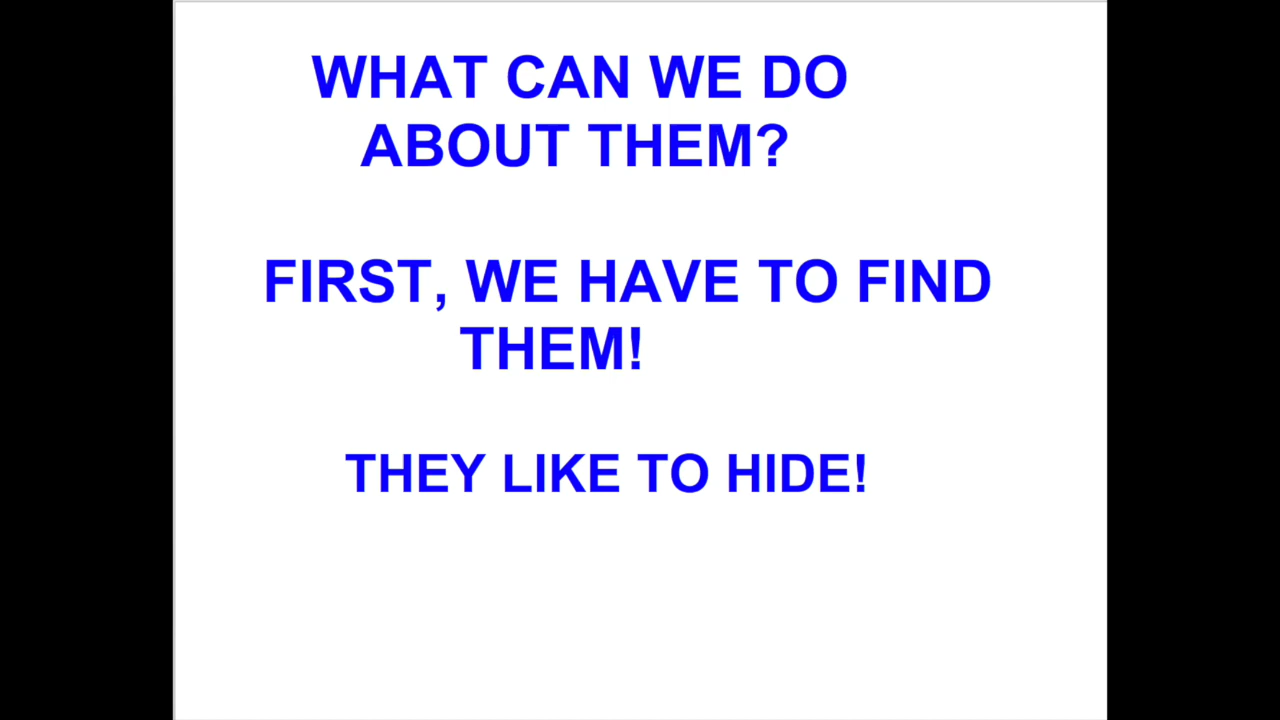 WHAT CAN WE DO
ABOUT THEM?
FIRST, WE HAVE TO FIND
THEM!
THEY LIKE TO HIDE!